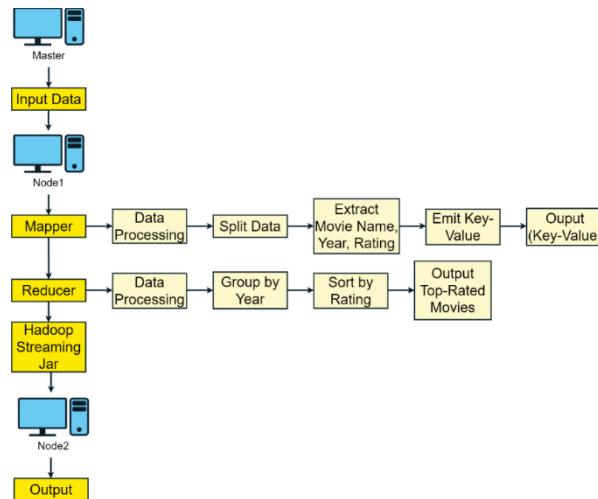 Master
Input Data
Node1
Mapper
Data
Processing
Split Data
Extract
Movie Name,
Year, Rating
Emit Key-
Value
Ouput
(Key-Value
Reducer
Data
Processing
Group by
Year
Sort by
Rating
Output
Top-Rated
Movies
Hadoop
Streaming
Jar
Node2
Output